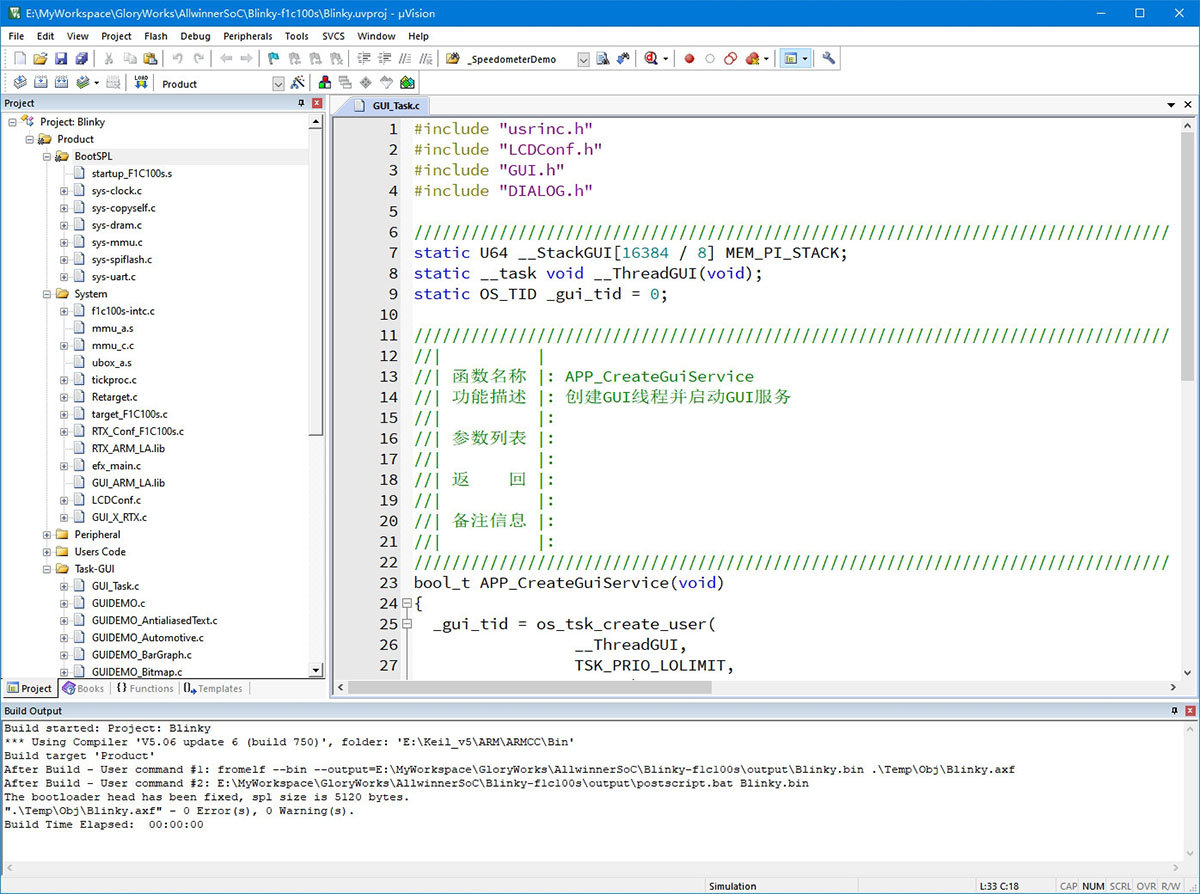 E:\MyWorkspace\GloryWorks\AllwinnerSoC\Blinky-f1c100s\Blinky.uvproj - µVision
File Edit View Project Flash Debug Peripherals Tools SVCS Window Help
_SpeedometerDemo
LOAD Product
Project
Project: Blinky
Product
BootSPL
startup_F1C100s.s
sys-clock.c
sys-copyself.c
sys-dram.c
sys-mmu.c
sys-spiflash.c
sys-uart.c
System
f1c100s-intc.c
mmu_a.s
mmu_c.c
ubox_a.s
tickproc.c
Retarget.c
target_F1C100s.c
RTX_Conf_F1C100s.c
RTX_ARM_LA.lib
efx_main.c
GUI_ARM_LA.lib
LCDConf.c
GUI_X_RTX.c
Peripheral
Users Code
Task-GUI
GUI_Task.c
GUIDEMO.c
GUIDEMO_AntialiasedText.c
GUIDEMO_Automotive.c
GUIDEMO_BarGraph.c
GUIDEMO_Bitmap.c
Project Books {} Functions Templates
GUI_Task.c
1 #include "usrinc.h"
2 #include "LCDConf.h"
3 #include "GUI.h"
4 #include "DIALOG.h"
5
6 ////////////////////////////////////////////////////////////////////////////////
7 static U64 __StackGUI[16384 / 8] MEM_PI_STACK;
8 static __task void __ThreadGUI(void);
9 static OS_TID _gui_tid = 0;
10
11 ////////////////////////////////////////////////////////////////////////////////
12 //| |
13 //| 函数名称 |: APP_CreateGuiService
14 //| 功能描述 |: 创建GUI线程并启动GUI服务
15 //| |:
16 //| 参数列表 |:
17 //| |:
18 //| 返 回 |:
19 //| |:
20 //| 备注信息 |:
21 //| |:
22 ////////////////////////////////////////////////////////////////////////////////
23 bool_t APP_CreateGuiService(void)
24 {
25 _gui_tid = os_tsk_create_user(
26 __ThreadGUI,
27 TSK_PRIO_LOLIMIT,
Build Output
Build started: Project: Blinky
*** Using Compiler 'V5.06 update 6 (build 750)', folder: 'E:\Keil_v5\ARM\ARMCC\Bin'
Build target 'Product'
After Build - User command #1: fromelf --bin --output=E:\MyWorkspace\GloryWorks\AllwinnerSoC\Blinky-f1c100s\output\Blinky.bin .\Temp\Obj\Blinky.axf
After Build - User command #2: E:\MyWorkspace\GloryWorks\AllwinnerSoC\Blinky-f1c100s\output\postscript.bat Blinky.bin
The bootloader head has been fixed, spl size is 5120 bytes.
".\Temp\Obj\Blinky.axf" - 0 Error(s), 0 Warning(s).
Build Time Elapsed: 00:00:00
Simulation L:33 C:18 CAP NUM SCRL OVR R/W